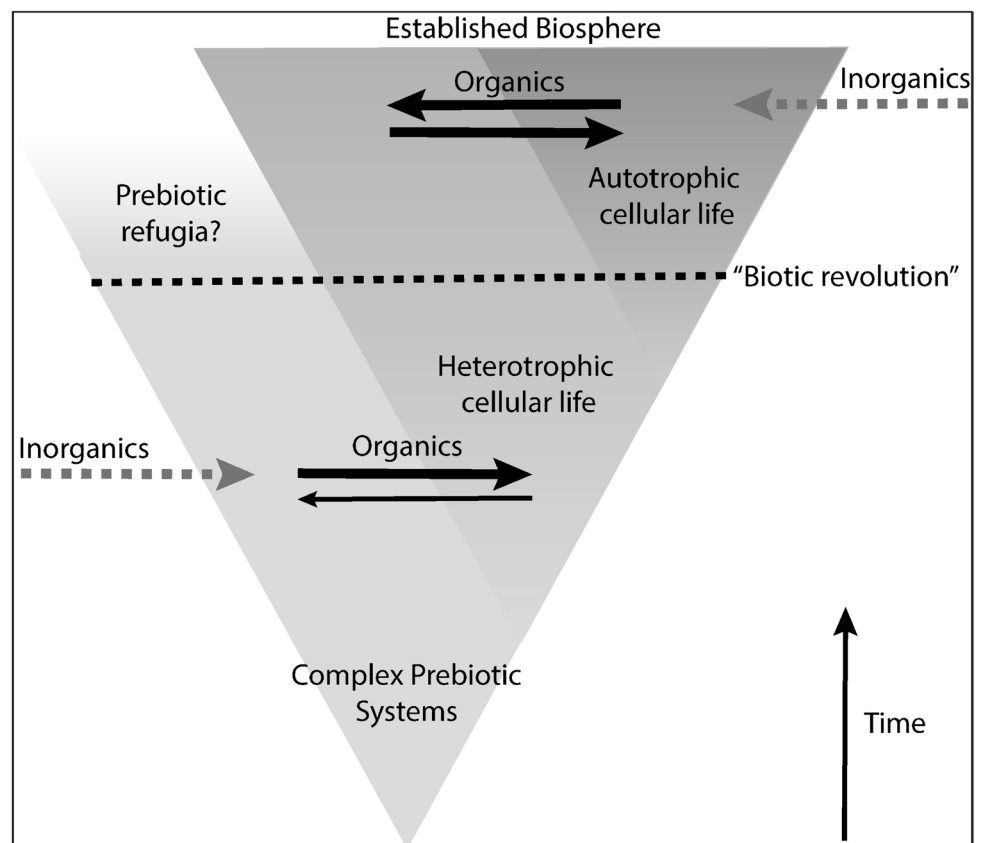 Established Biosphere
Organics
Inorganics
Autotrophic
cellular life
Prebiotic
refugia?
“Biotic revolution”
Heterotrophic
cellular life
Inorganics
Organics
Complex Prebiotic
Systems
Time